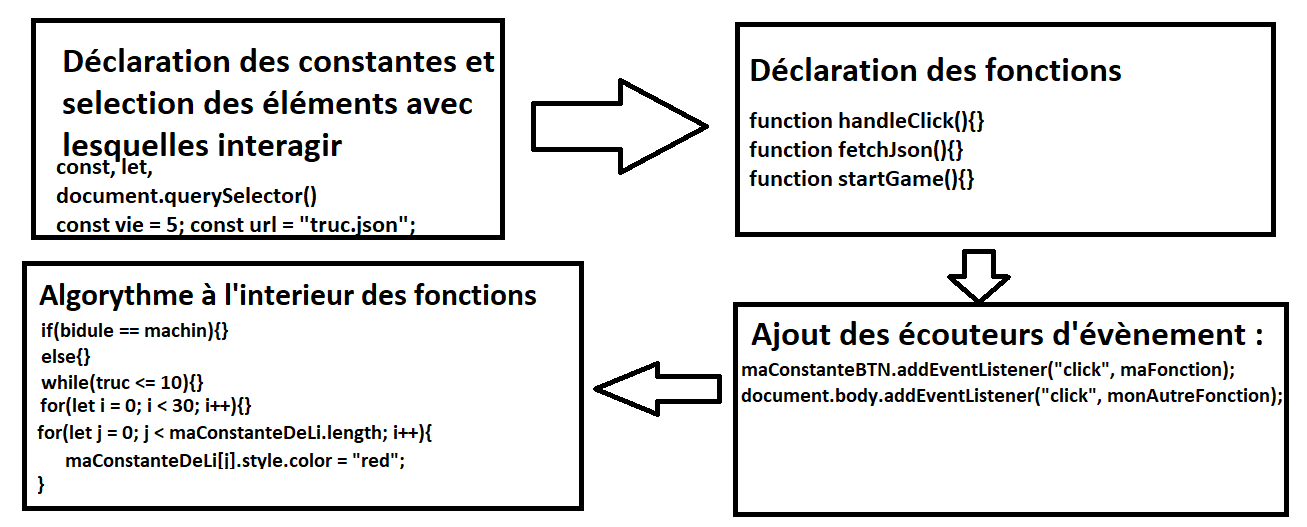 Déclaration des constantes et
selection des éléments avec
lesquelles interagir
const, let,
document.querySelector()
const vie = 5; const url = "truc.json";
Déclaration des fonctions
function handleClick(){}
function fetchJson(){}
function startGame(){}
Ajout des écouteurs d'évènement :
maConstanteBTN.addEventListener("click", maFonction);
document.body.addEventListener("click", monAutreFonction);
Algorythme à l'interieur des fonctions
if(bidule == machin){}
else{}
while(truc <= 10){}
for(let i = 0; i < 30; i++){}
for(let j = 0; j < maConstanteDeLi.length; i++){
maConstanteDeLi[j].style.color = "red";
}